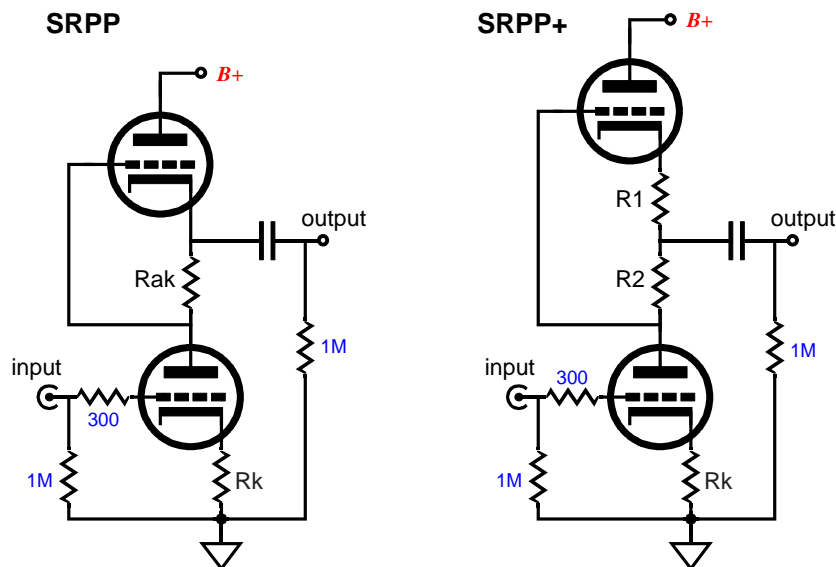 SRPP
B+
output
Rak
1M
input
300
1M
Rk
SRPP+
B+
R1
output
R2
1M
input
300
1M
Rk